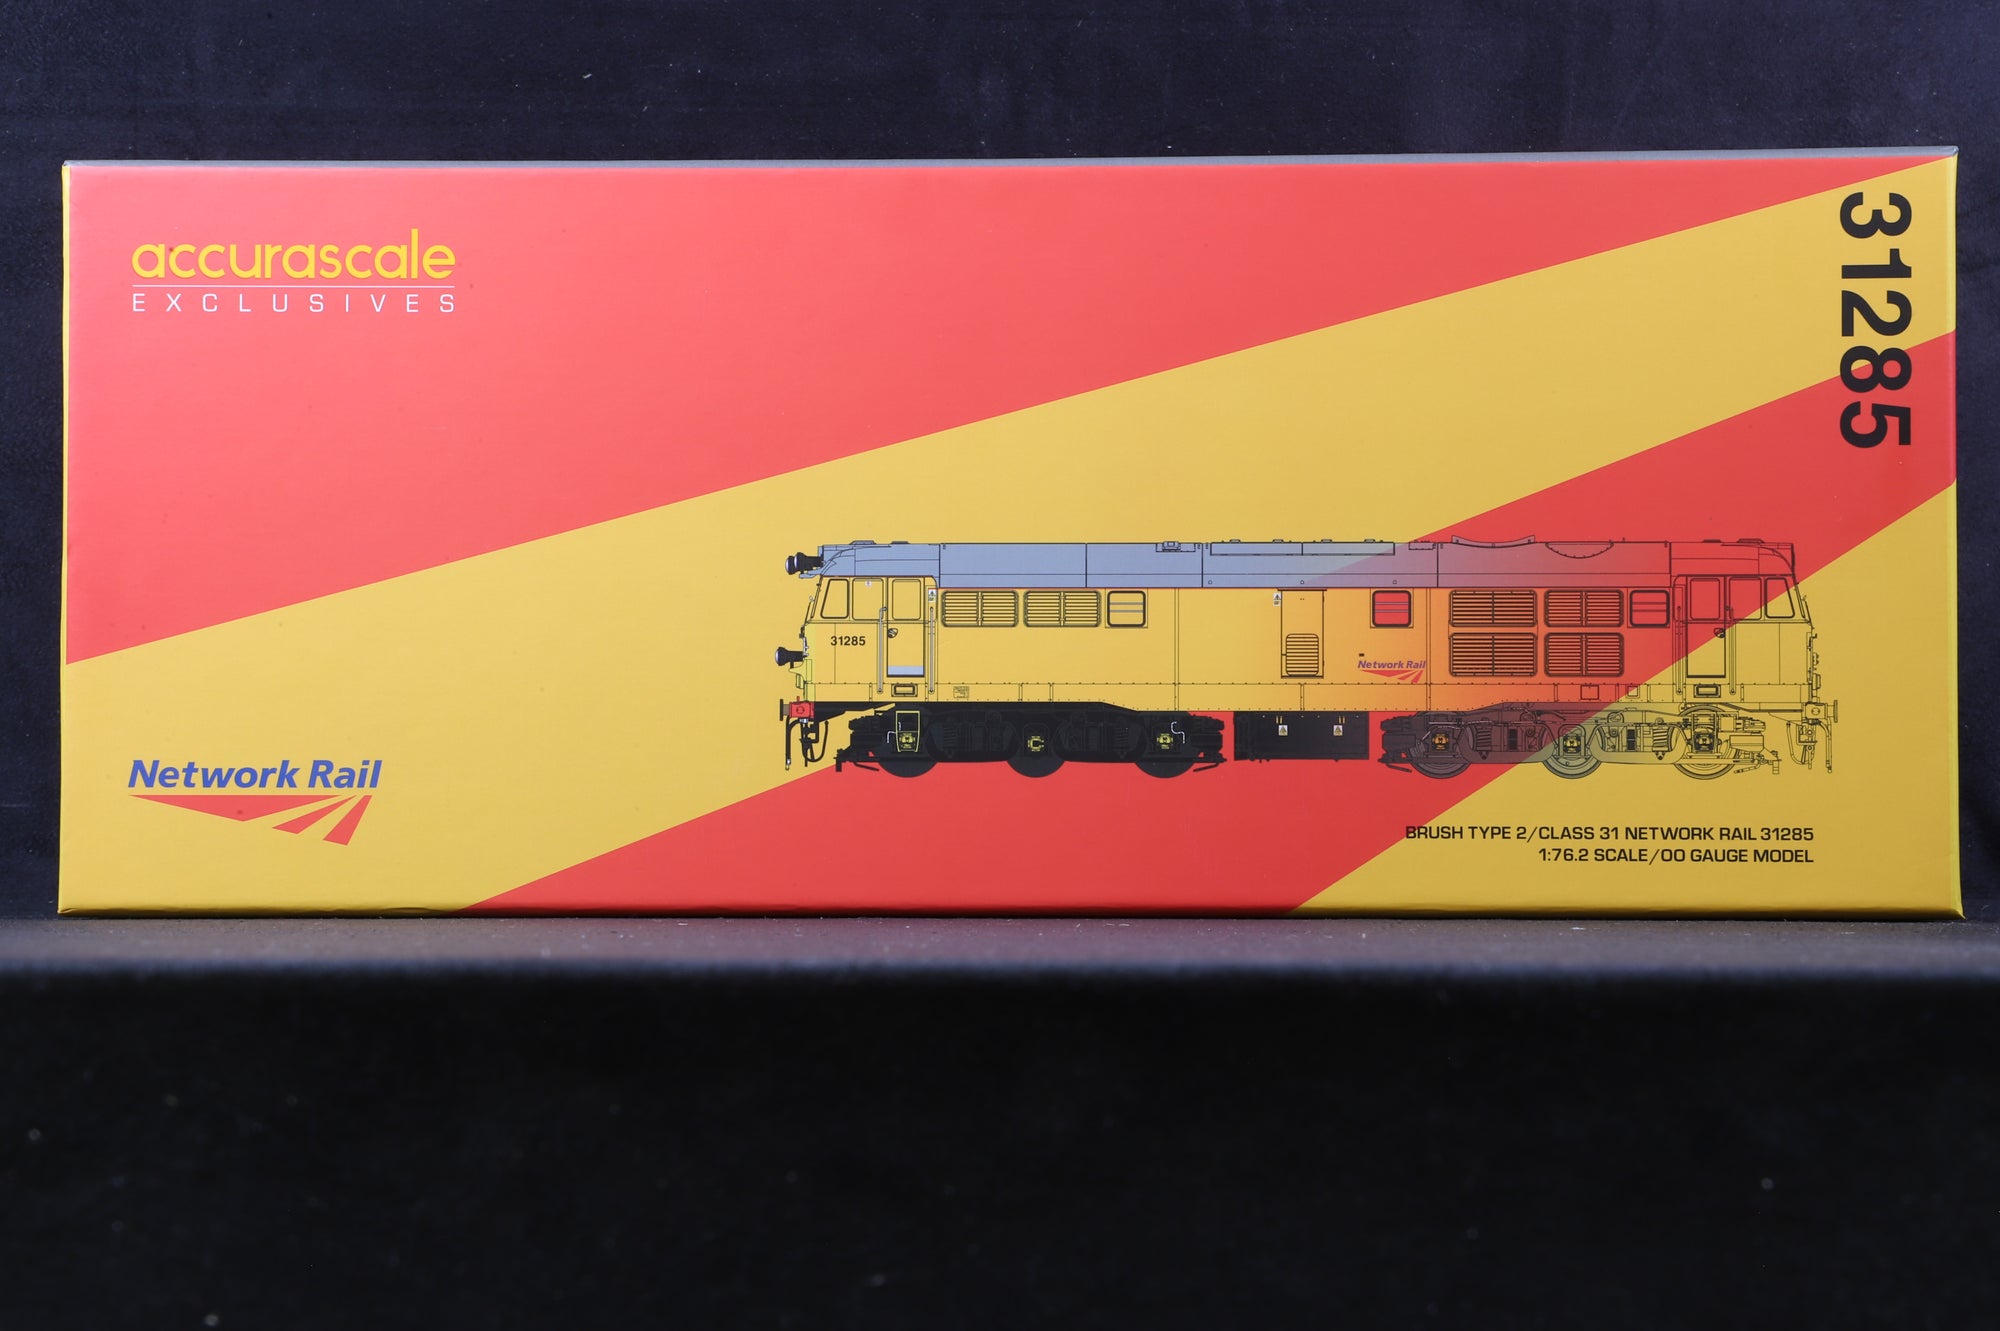 accurascale
EXCLUSIVES
31285
31285
Network Rail
Network Rail
BRUSH TYPE 2/CLASS 31 NETWORK RAIL 31285
1:76.2 SCALE/OO GAUGE MODEL